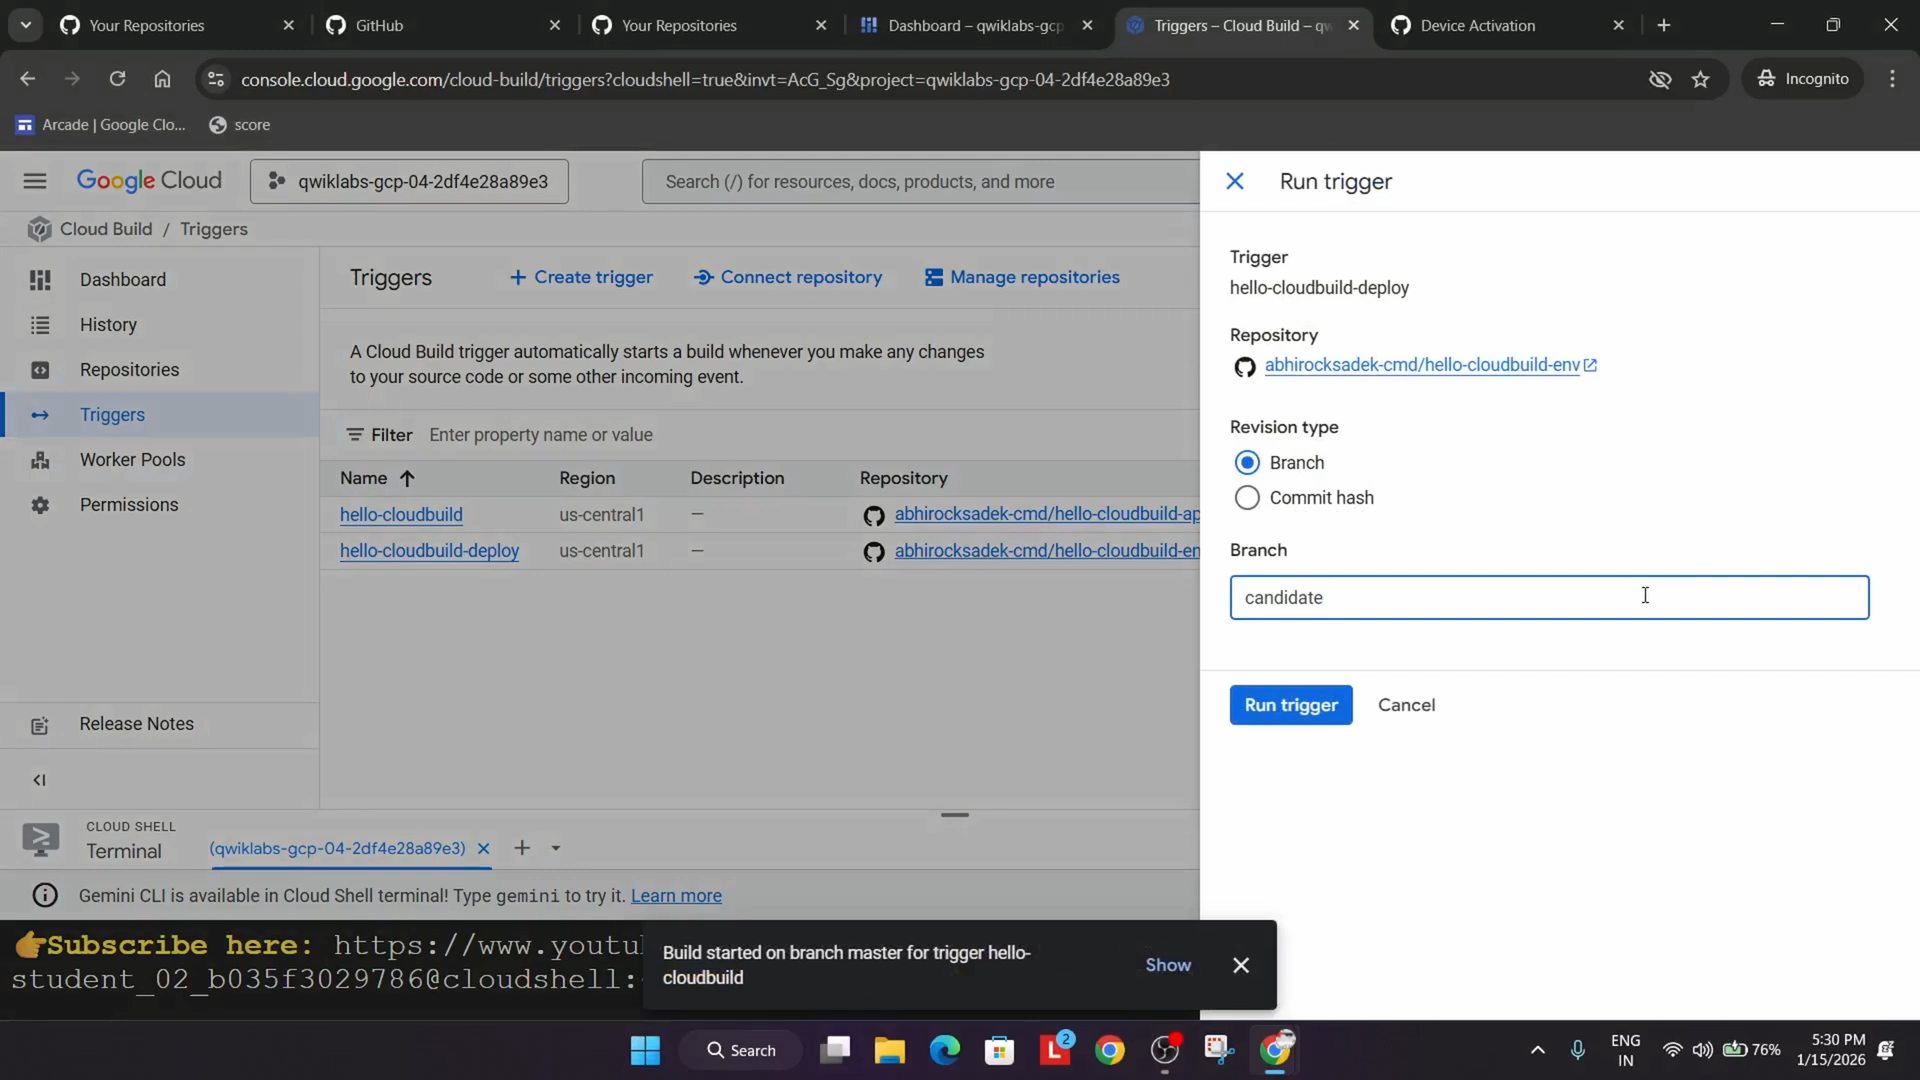 Your Repositories
GitHub
Your Repositories
Dashboard – qwiklabs-gcp
Triggers – Cloud Build – qw
Device Activation
console.cloud.google.com/cloud-build/triggers?cloudshell=true&invt=AcG_Sg&project=qwiklabs-gcp-04-2df4e28a89e3
Incognito
Arcade | Google Clo...
score
Google Cloud
qwiklabs-gcp-04-2df4e28a89e3
Search (/) for resources, docs, products, and more
Cloud Build / Triggers
Dashboard
History
Repositories
Triggers
Worker Pools
Permissions
Release Notes
Triggers
Create trigger
Connect repository
Manage repositories
A Cloud Build trigger automatically starts a build whenever you make any changes
to your source code or some other incoming event.
Filter Enter property name or value
Name Region Description Repository
hello-cloudbuild us-central1 — abhirocksadek-cmd/hello-cloudbuild-ap
hello-cloudbuild-deploy us-central1 — abhirocksadek-cmd/hello-cloudbuild-en
Run trigger
Trigger
hello-cloudbuild-deploy
Repository
abhirocksadek-cmd/hello-cloudbuild-env
Revision type
Branch
Commit hash
Branch
candidate
Run trigger
Cancel
CLOUD SHELL
Terminal
(qwiklabs-gcp-04-2df4e28a89e3)
Gemini CLI is available in Cloud Shell terminal! Type gemini to try it. Learn more
👉Subscribe here: https://www.youtu
student_02_b035f3029786@cloudshell:
Build started on branch master for trigger hello-
cloudbuild
Show
Search
2
ENG
IN
76%
5:30 PM
1/15/2026